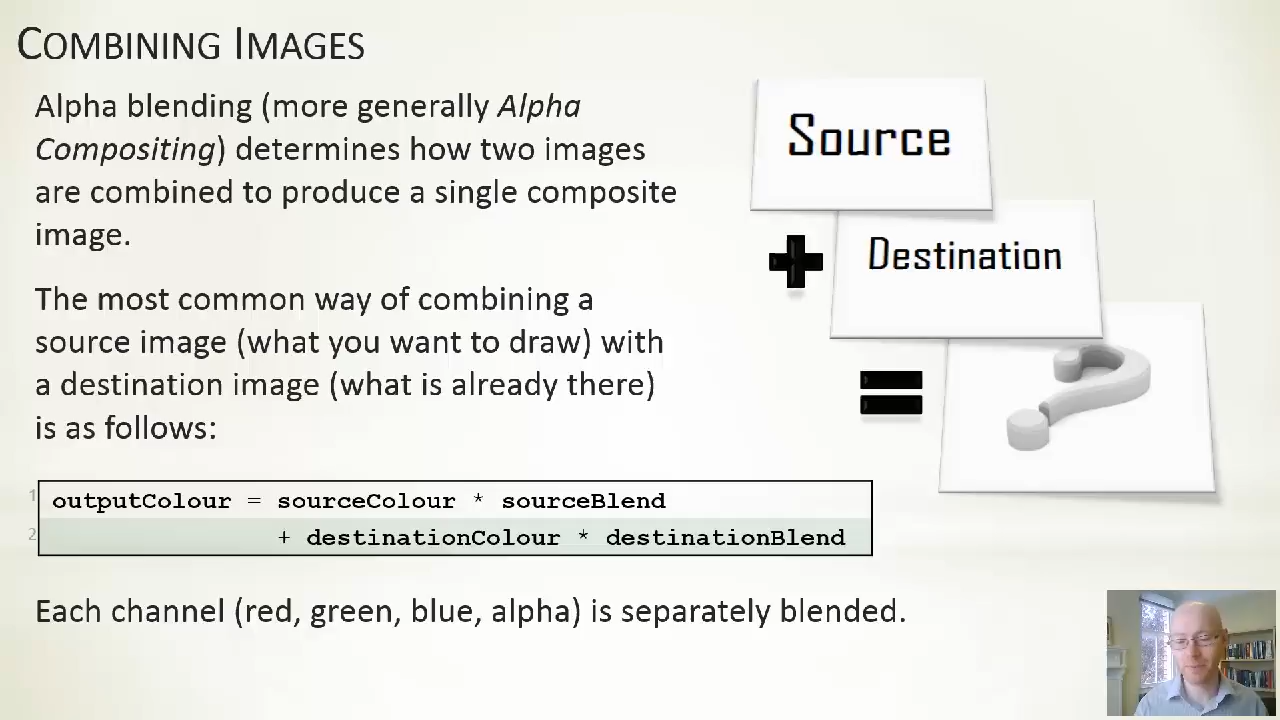 COMBINING IMAGES
Alpha blending (more generally Alpha
Compositing) determines how two images
are combined to produce a single composite
image.
The most common way of combining a
source image (what you want to draw) with
a destination image (what is already there)
is as follows:
1 outputColour = sourceColour * sourceBlend
2 + destinationColour * destinationBlend
Each channel (red, green, blue, alpha) is separately blended.
Source
+ Destination
= ?